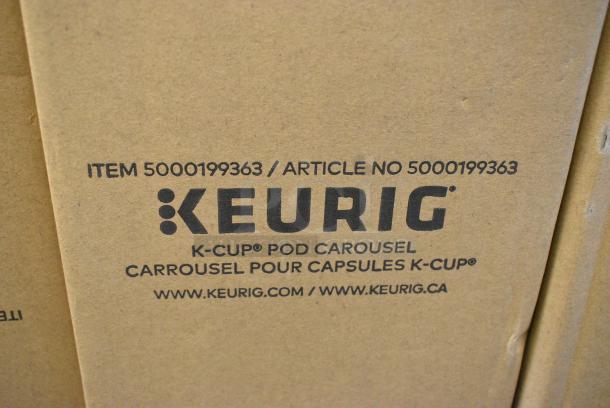 ITEM 5000199363 / ARTICLE NO 5000199363
KEURIG®
K-CUP® POD CAROUSEL
CARROUSEL POUR CAPSULES K-CUP®
WWW.KEURIG.COM / WWW.KEURIG.CA
ITE